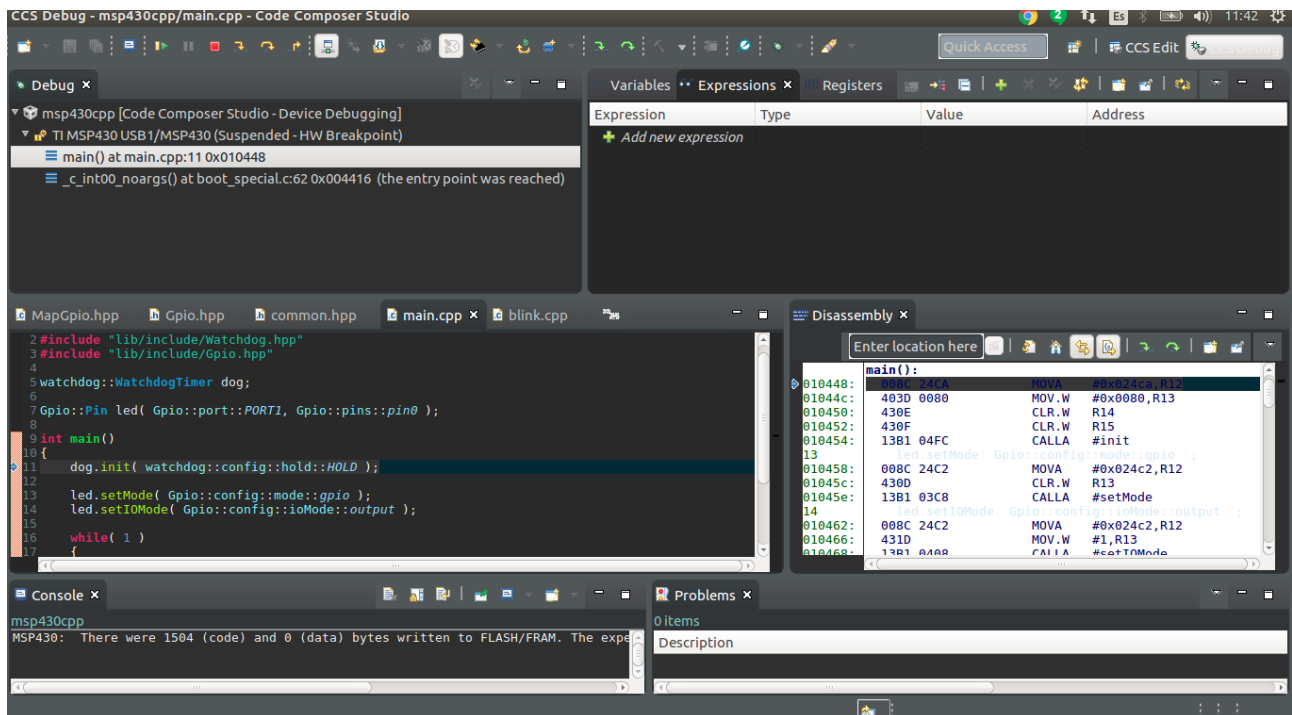 CCS Debug - msp430cpp/main.cpp - Code Composer Studio
2 Es 11:42
Quick Access CCS Edit
Debug
msp430cpp [Code Composer Studio - Device Debugging]
TI MSP430 USB1/MSP430 (Suspended - HW Breakpoint)
main() at main.cpp:11 0x010448
_c_int00_noargs() at boot_special.c:62 0x004416 (the entry point was reached)
Variables Expressions Registers
Expression Type Value Address
Add new expression
MapGpio.hpp Gpio.hpp common.hpp main.cpp blink.cpp
2 #include "lib/include/Watchdog.hpp"
3 #include "lib/include/Gpio.hpp"
4
5 watchdog::WatchdogTimer dog;
6
7 Gpio::Pin led( Gpio::port::PORT1, Gpio::pins::pin0 );
8
9 int main()
10 {
11 dog.init( watchdog::config::hold::HOLD );
12
13 led.setMode( Gpio::config::mode::gpio );
14 led.setIOMode( Gpio::config::ioMode::output );
15
16 while( 1 )
17 {
Disassembly
Enter location here
main():
010448: 008C 24CA MOVA #0x024ca,R12
01044c: 403D 0080 MOV.W #0x0080,R13
010450: 430E CLR.W R14
010452: 430F CLR.W R15
010454: 13B1 04FC CALLA #init
13 led.setMode( Gpio::config::mode::gpio );
010458: 008C 24C2 MOVA #0x024c2,R12
01045c: 430D CLR.W R13
01045e: 13B1 03C8 CALLA #setMode
14 led.setIOMode( Gpio::config::ioMode::output );
010462: 008C 24C2 MOVA #0x024c2,R12
010466: 431D MOV.W #1,R13
010468: 13B1 0408 CALLA #setIOMode
Console
msp430cpp
MSP430: There were 1504 (code) and 0 (data) bytes written to FLASH/FRAM. The expe
Problems
0 items
Description